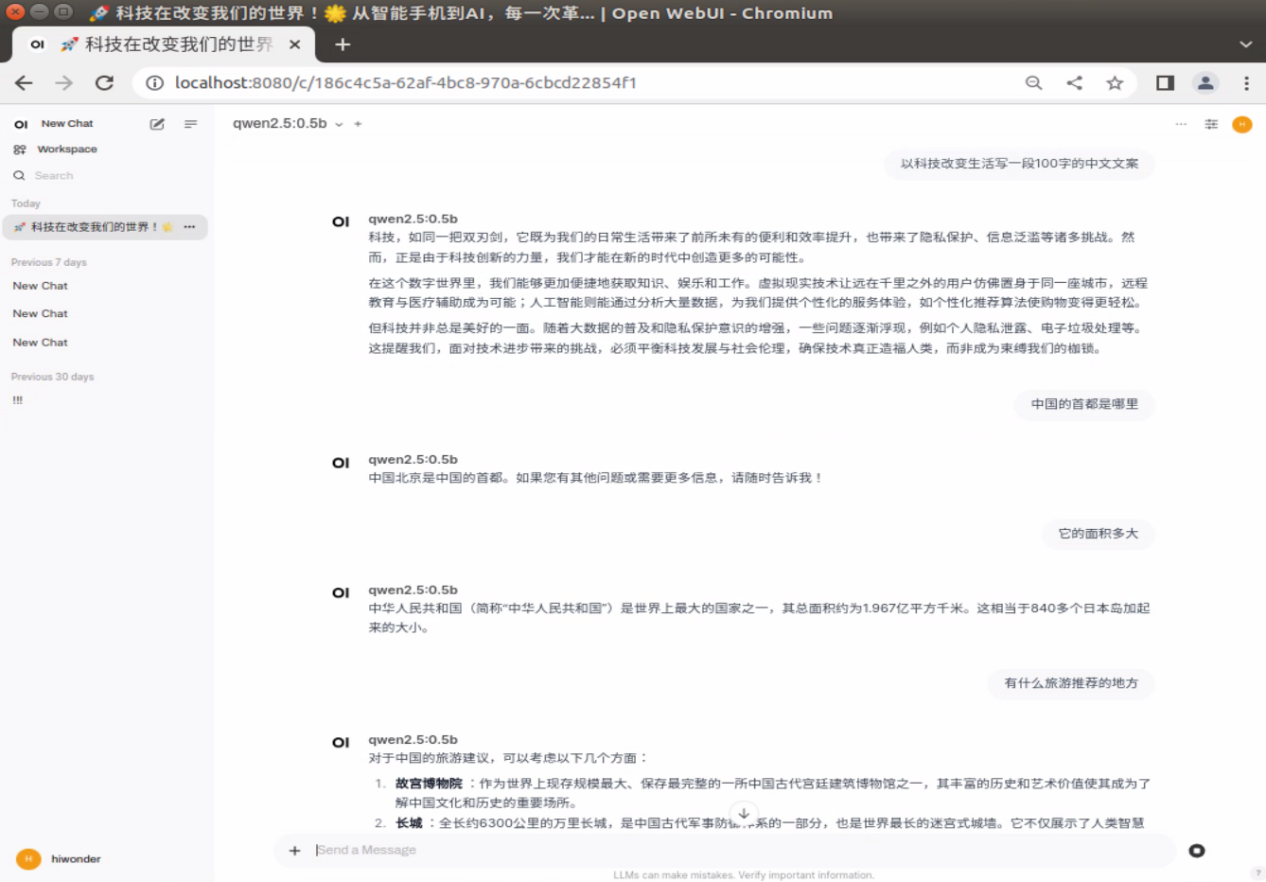 🚀 科技在改变我们的世界！🌟 从智能手机到AI，每一次革... | Open WebUI - Chromium
OI 🚀 科技在改变我们的世界
localhost:8080/c/186c4c5a-62af-4bc8-970a-6cbcd22854f1
OI New Chat
qwen2.5:0.5b
Workspace
Search
Today
🚀 科技在改变我们的世界！🌟
Previous 7 days
New Chat
New Chat
New Chat
Previous 30 days
!!!
以科技改变生活写一段100字的中文文案
OI qwen2.5:0.5b
科技，如同一把双刃剑，它既为我们的日常生活带来了前所未有的便利和效率提升，也带来了隐私保护、信息泛滥等诸多挑战。然
而，正是由于科技创新的力量，我们才能在新的时代中创造更多的可能性。
在这个数字世界里，我们能够更加便捷地获取知识、娱乐和工作。虚拟现实技术让远在千里之外的用户仿佛置身于同一座城市，远程
教育与医疗辅助成为可能；人工智能则能通过分析大量数据，为我们提供个性化的服务体验，如个性化推荐算法使购物变得更轻松。
但科技并非总是美好的一面。随着大数据的普及和隐私保护意识的增强，一些问题逐渐浮现，例如个人隐私泄露、电子垃圾处理等。
这提醒我们，面对技术进步带来的挑战，必须平衡科技发展与社会伦理，确保技术真正造福人类，而非成为束缚我们的枷锁。
中国的首都是哪里
OI qwen2.5:0.5b
中国北京是中国的首都。如果您有其他问题或需要更多信息，请随时告诉我！
它的面积多大
OI qwen2.5:0.5b
中华人民共和国（简称“中华人民共和国”）是世界上最大的国家之一，其总面积约为1.967亿平方千米。这相当于840多个日本岛加起
来的大小。
有什么旅游推荐的地方
OI qwen2.5:0.5b
对于中国的旅游建议，可以考虑以下几个方面：
1. 故宫博物院 ：作为世界上现存规模最大、保存最完整的一所中国古代宫廷建筑博物馆之一，其丰富的历史和艺术价值使其成为了
解中国文化和历史的重要场所。
2. 长城 ：全长约6300公里的万里长城，是中国古代军事防御系的一部分，也是世界最长的迷宫式城墙。它不仅展示了人类智慧
Send a Message
H hiwonder
LLMs can make mistakes. Verify important information.
?